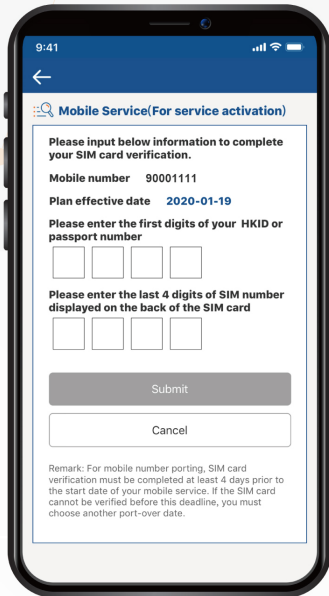 9:41
Mobile Service(For service activation)
Please input below information to complete
your SIM card verification.
Mobile number 90001111
Plan effective date 2020-01-19
Please enter the first digits of your HKID or
passport number
Please enter the last 4 digits of SIM number
displayed on the back of the SIM card
Submit
Cancel
Remark: For mobile number porting, SIM card
verification must be completed at least 4 days prior to
the start date of your mobile service. If the SIM card
cannot be verified before this deadline, you must
choose another port-over date.